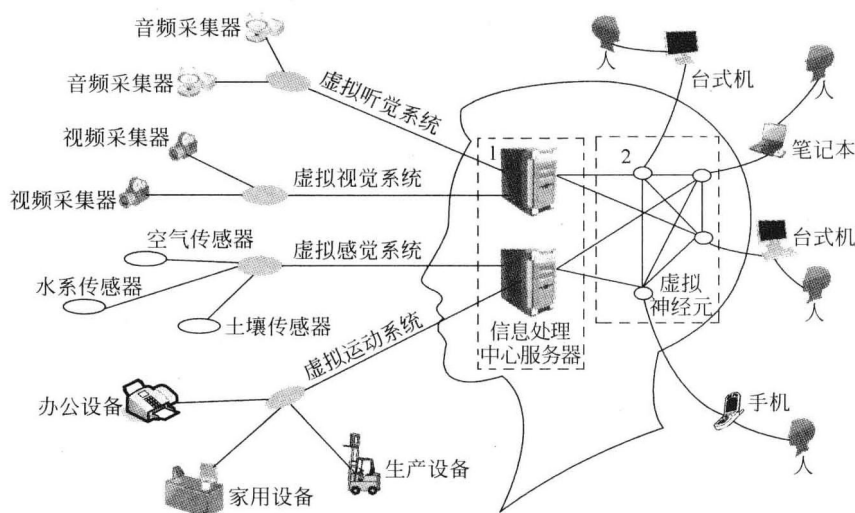 音频采集器
音频采集器
视频采集器
视频采集器
虚拟听觉系统
虚拟视觉系统
空气传感器
水系传感器
土壤传感器
虚拟感觉系统
虚拟运动系统
办公设备
家用设备
生产设备
1
信息处理
中心服务器
2
虚拟
神经元
人
台式机
人
笔记本
台式机
人
手机
人